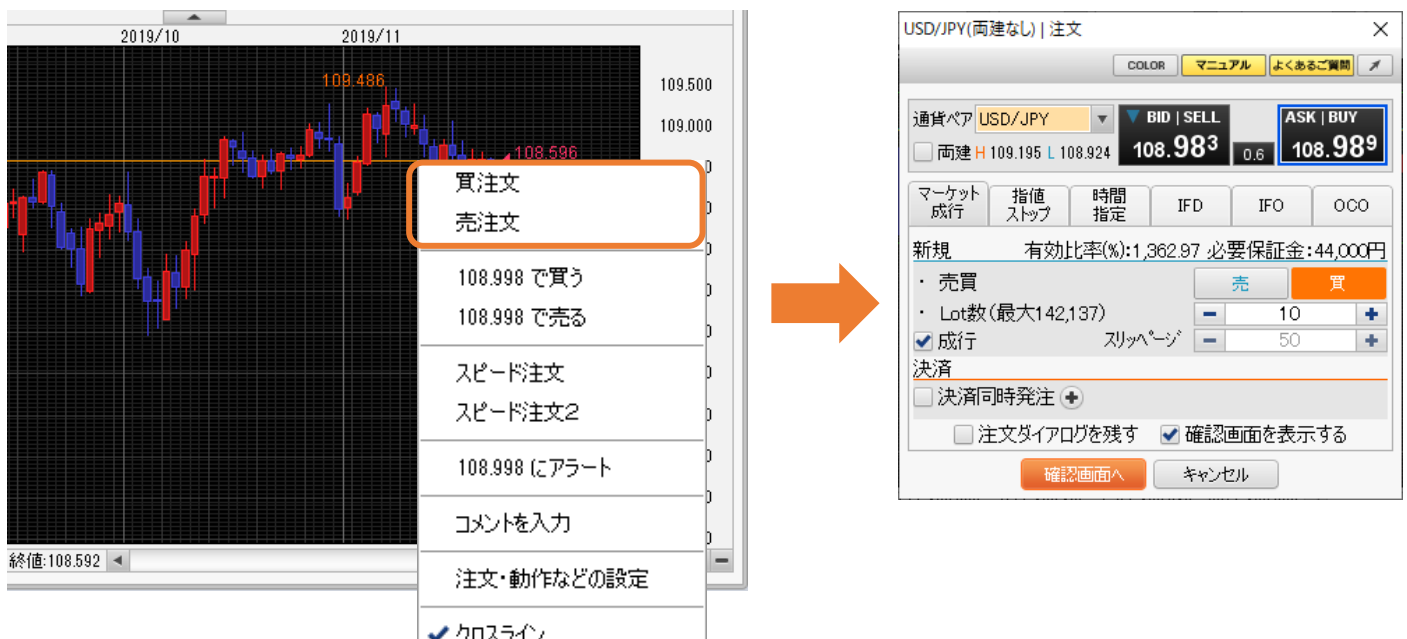 2019/10 2019/11
109.486
109.500
109.000
108.596
買注文
売注文
108.998 で買う
108.998 で売る
スピード注文
スピード注文2
108.998 にアラート
コメントを入力
終値:108.592
注文・動作などの設定
クロスライン
USD/JPY(両建なし) | 注文
COLOR マニュアル よくあるご質問
通貨ペア USD/JPY BID | SELL ASK | BUY
両建 H 109.195 L 108.924 108.983 0.6 108.989
マーケット成行 指値ストップ 時間指定 IFD IFO OCO
新規 有効比率(%):1,362.97 必要保証金:44,000円
・ 売買 売 買
・ Lot数(最大142,137) 10
成行 スリッページ 50
決済
決済同時発注
注文ダイアログを残す 確認画面を表示する
確認画面へ キャンセル